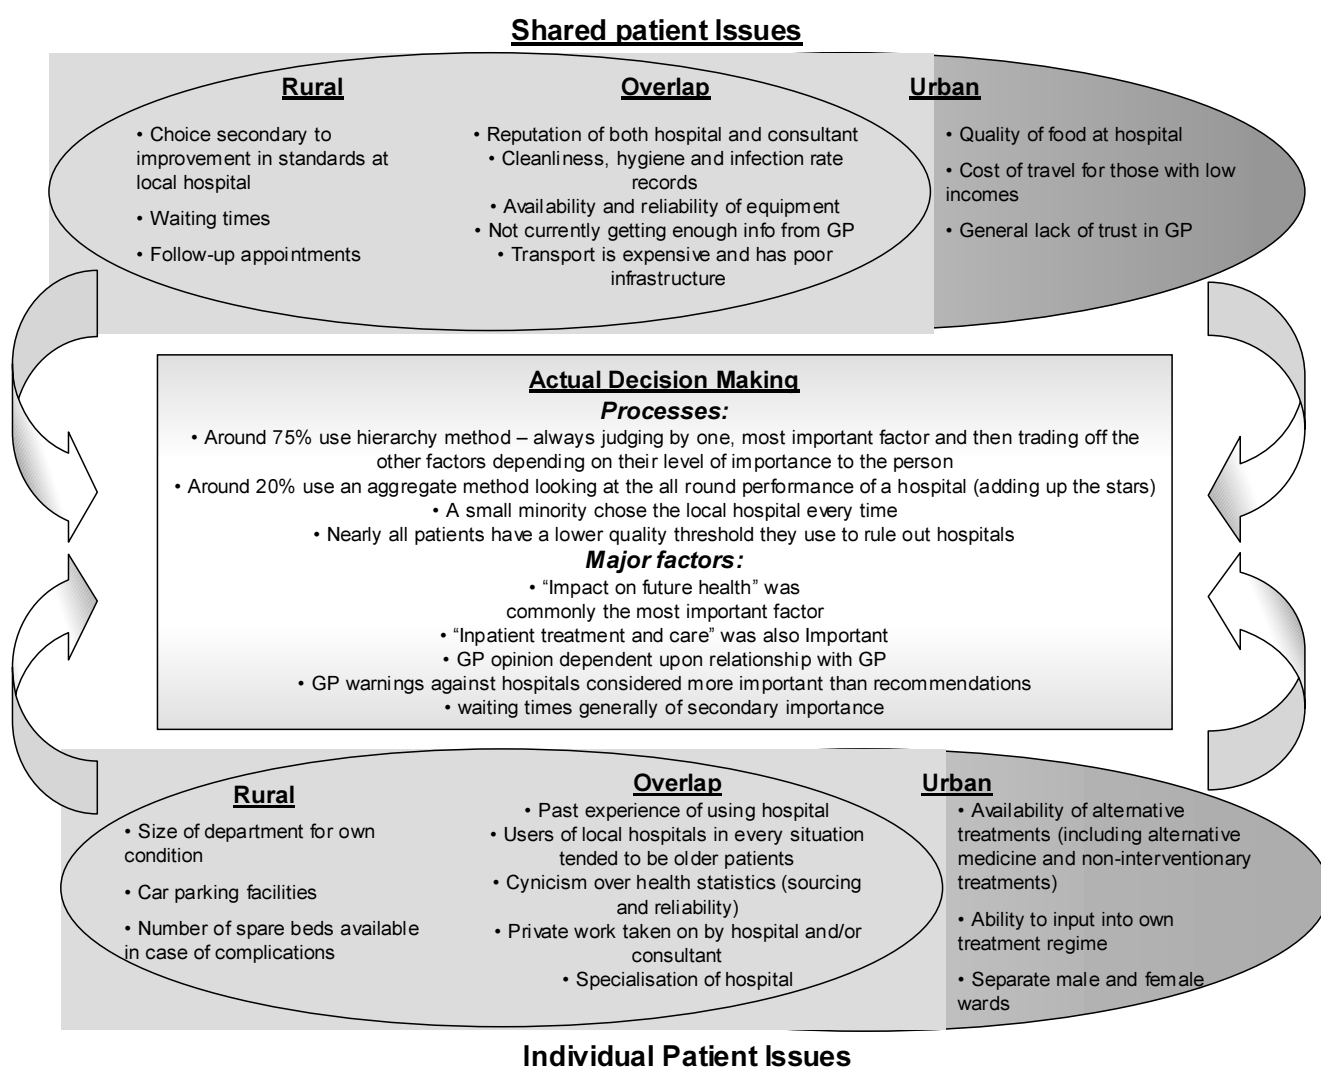 Shared patient Issues
Rural
• Choice secondary to
improvement in standards at
local hospital
• Waiting times
• Follow-up appointments
Overlap
• Reputation of both hospital and consultant
• Cleanliness, hygiene and infection rate
records
• Availability and reliability of equipment
• Not currently getting enough info from GP
• Transport is expensive and has poor
infrastructure
Urban
• Quality of food at hospital
• Cost of travel for those with low
incomes
• General lack of trust in GP
Actual Decision Making
Processes:
• Around 75% use hierarchy method – always judging by one, most important factor and then trading off the
other factors depending on their level of importance to the person
• Around 20% use an aggregate method looking at the all round performance of a hospital (adding up the stars)
• A small minority chose the local hospital every time
• Nearly all patients have a lower quality threshold they use to rule out hospitals
Major factors:
• “Impact on future health” was
commonly the most important factor
• “Inpatient treatment and care” was also Important
• GP opinion dependent upon relationship with GP
• GP warnings against hospitals considered more important than recommendations
• waiting times generally of secondary importance
Rural
• Size of department for own
condition
• Car parking facilities
• Number of spare beds available
in case of complications
Overlap
• Past experience of using hospital
• Users of local hospitals in every situation
tended to be older patients
• Cynicism over health statistics (sourcing
and reliability)
• Private work taken on by hospital and/or
consultant
• Specialisation of hospital
Urban
• Availability of alternative
treatments (including alternative
medicine and non-interventionary
treatments)
• Ability to input into own
treatment regime
• Separate male and female
wards
Individual Patient Issues